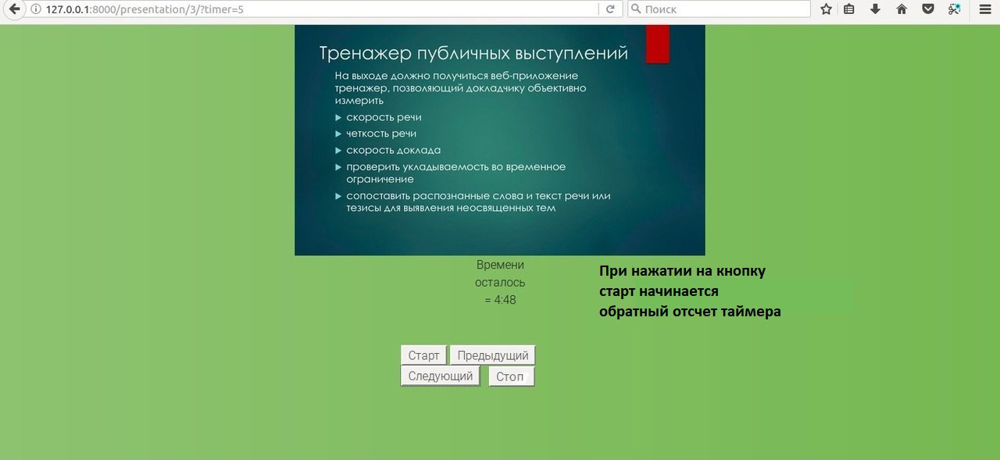 127.0.0.1:8000/presentation/3/?timer=5
Поиск
Тренажер публичных выступлений
На выходе должно получиться веб-приложение
тренажер, позволяющий докладчику объективно
измерить
скорость речи
четкость речи
скорость доклада
проверить укладываемость во временное
ограничение
сопоставить распознанные слова и текст речи или
тезисы для выявления неосвященных тем
Времени
осталось
= 4:48
При нажатии на кнопку
старт начинается
обратный отсчет таймера
Старт Предыдущий
Следующий Стоп